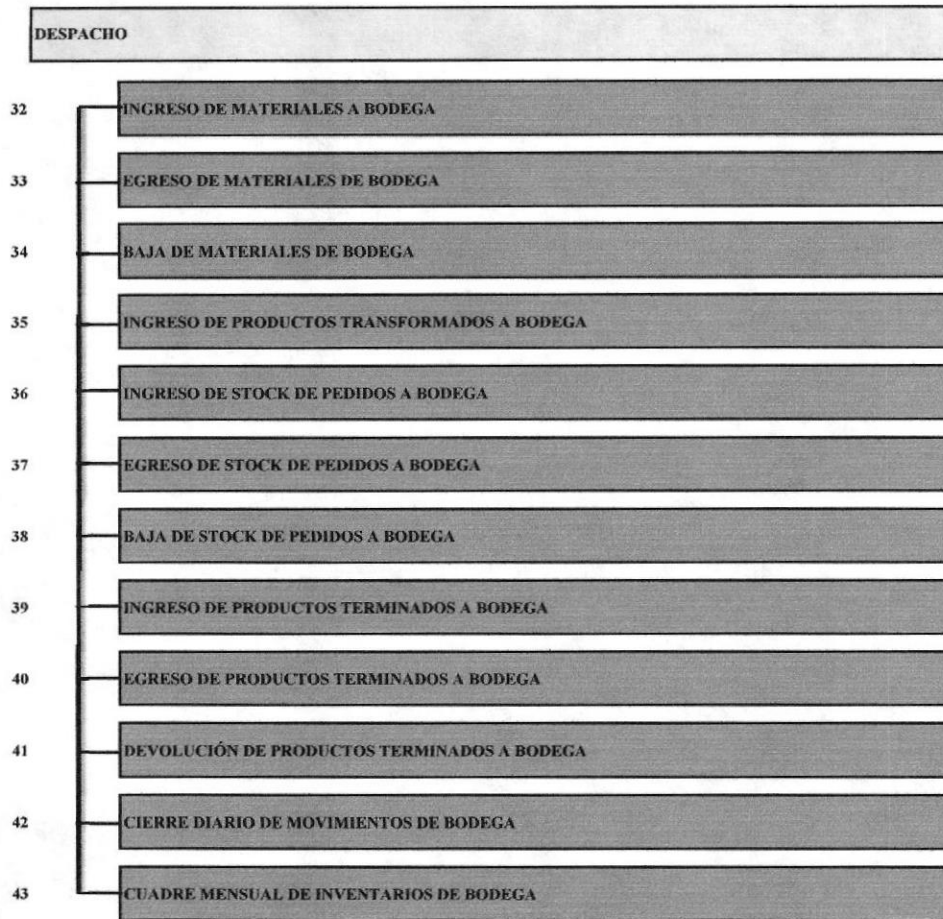 DESPACHO
32 INGRESO DE MATERIALES A BODEGA
33 EGRESO DE MATERIALES DE BODEGA
34 BAJA DE MATERIALES DE BODEGA
35 INGRESO DE PRODUCTOS TRANSFORMADOS A BODEGA
36 INGRESO DE STOCK DE PEDIDOS A BODEGA
37 EGRESO DE STOCK DE PEDIDOS A BODEGA
38 BAJA DE STOCK DE PEDIDOS A BODEGA
39 INGRESO DE PRODUCTOS TERMINADOS A BODEGA
40 EGRESO DE PRODUCTOS TERMINADOS A BODEGA
41 DEVOLUCIÓN DE PRODUCTOS TERMINADOS A BODEGA
42 CIERRE DIARIO DE MOVIMIENTOS DE BODEGA
43 CUADRE MENSUAL DE INVENTARIOS DE BODEGA